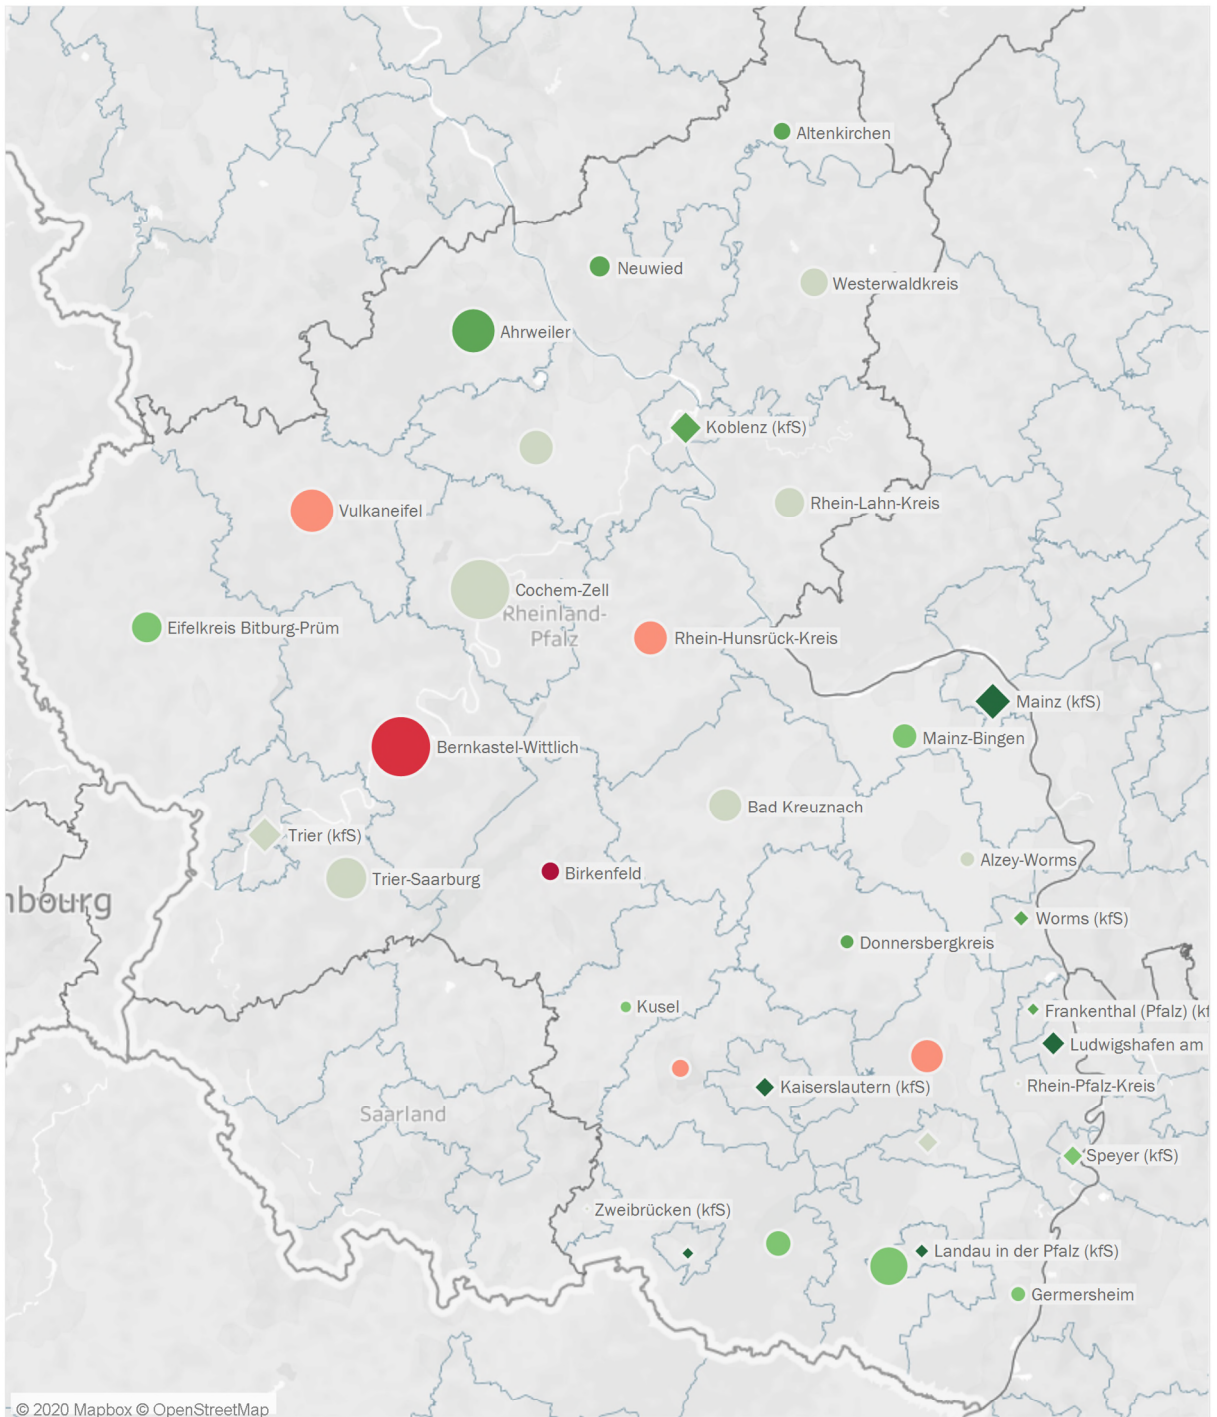 Altenkirchen
Neuwied
Westerwaldkreis
Ahrweiler
Koblenz (kfS)
Vulkaneifel
Rhein-Lahn-Kreis
Cochem-Zell
Rheinland-
Pfalz
Eifelkreis Bitburg-Prüm
Rhein-Hunsrück-Kreis
Mainz (kfS)
Mainz-Bingen
Bernkastel-Wittlich
Bad Kreuznach
Trier (kfS)
Alzey-Worms
Birkenfeld
Trier-Saarburg
nbourg
Worms (kfS)
Donnersbergkreis
Kusel
Frankenthal (Pfalz) (kf
Ludwigshafen am
Kaiserslautern (kfS)
Rhein-Pfalz-Kreis
Saarland
Speyer (kfS)
Zweibrücken (kfS)
Landau in der Pfalz (kfS)
Germersheim
© 2020 Mapbox © OpenStreetMap